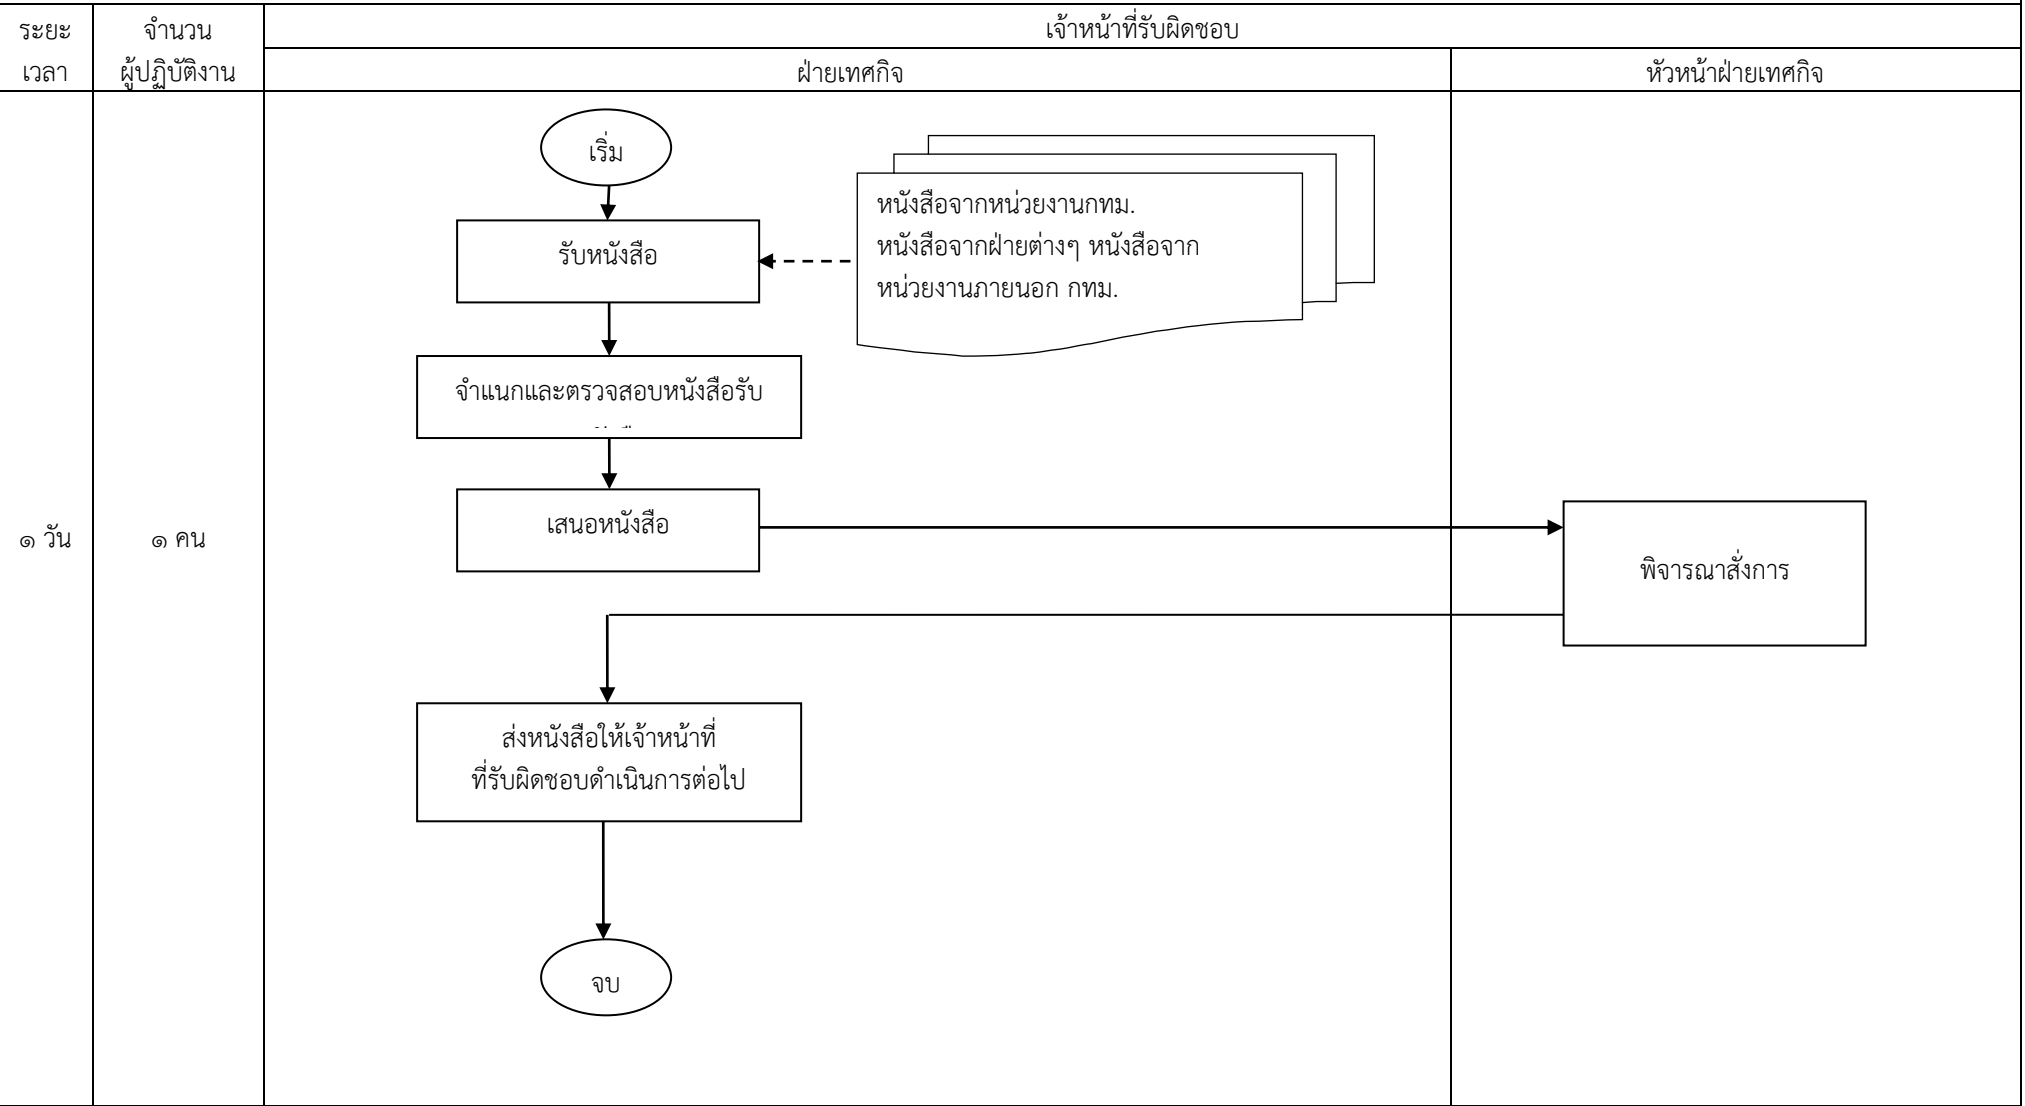 ระยะ
เวลา
จำนวน
ผู้ปฏิบัติงาน
เจ้าหน้าที่รับผิดชอบ
ฝ่ายเทศกิจ
หัวหน้าฝ่ายเทศกิจ
๑ วัน
๑ คน
เริ่ม
รับหนังสือ
หนังสือจากหน่วยงานกทม.
หนังสือจากฝ่ายต่างๆ หนังสือจาก
หน่วยงานภายนอก กทม.
จำแนกและตรวจสอบหนังสือรับ
เสนอหนังสือ
พิจารณาสั่งการ
ส่งหนังสือให้เจ้าหน้าที่
ที่รับผิดชอบดำเนินการต่อไป
จบ